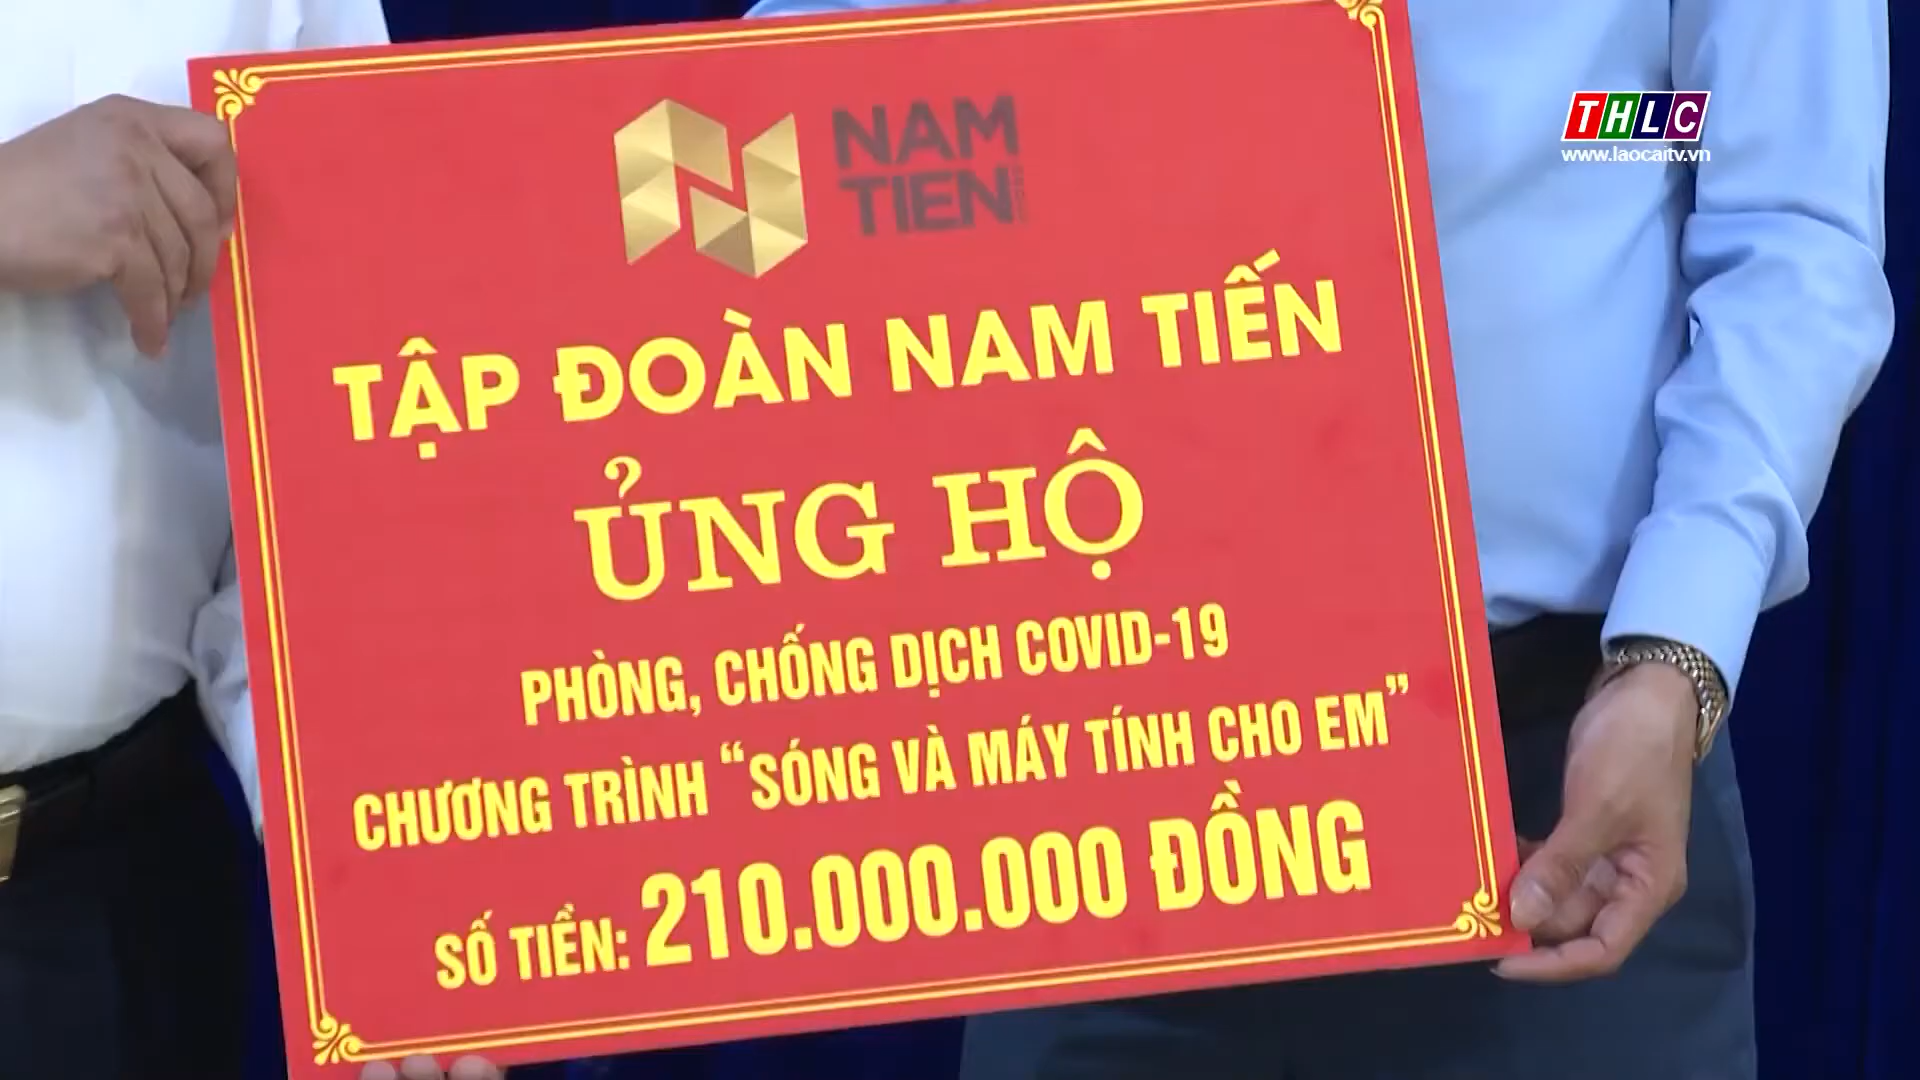 THLC
www.laocaitv.vn
NAM
TIEN
TẬP ĐOÀN NAM TIẾN
ỦNG HỘ
PHÒNG, CHỐNG DỊCH COVID-19
CHƯƠNG TRÌNH “SÓNG VÀ MÁY TÍNH CHO EM”
SỐ TIỀN: 210.000.000 ĐỒNG